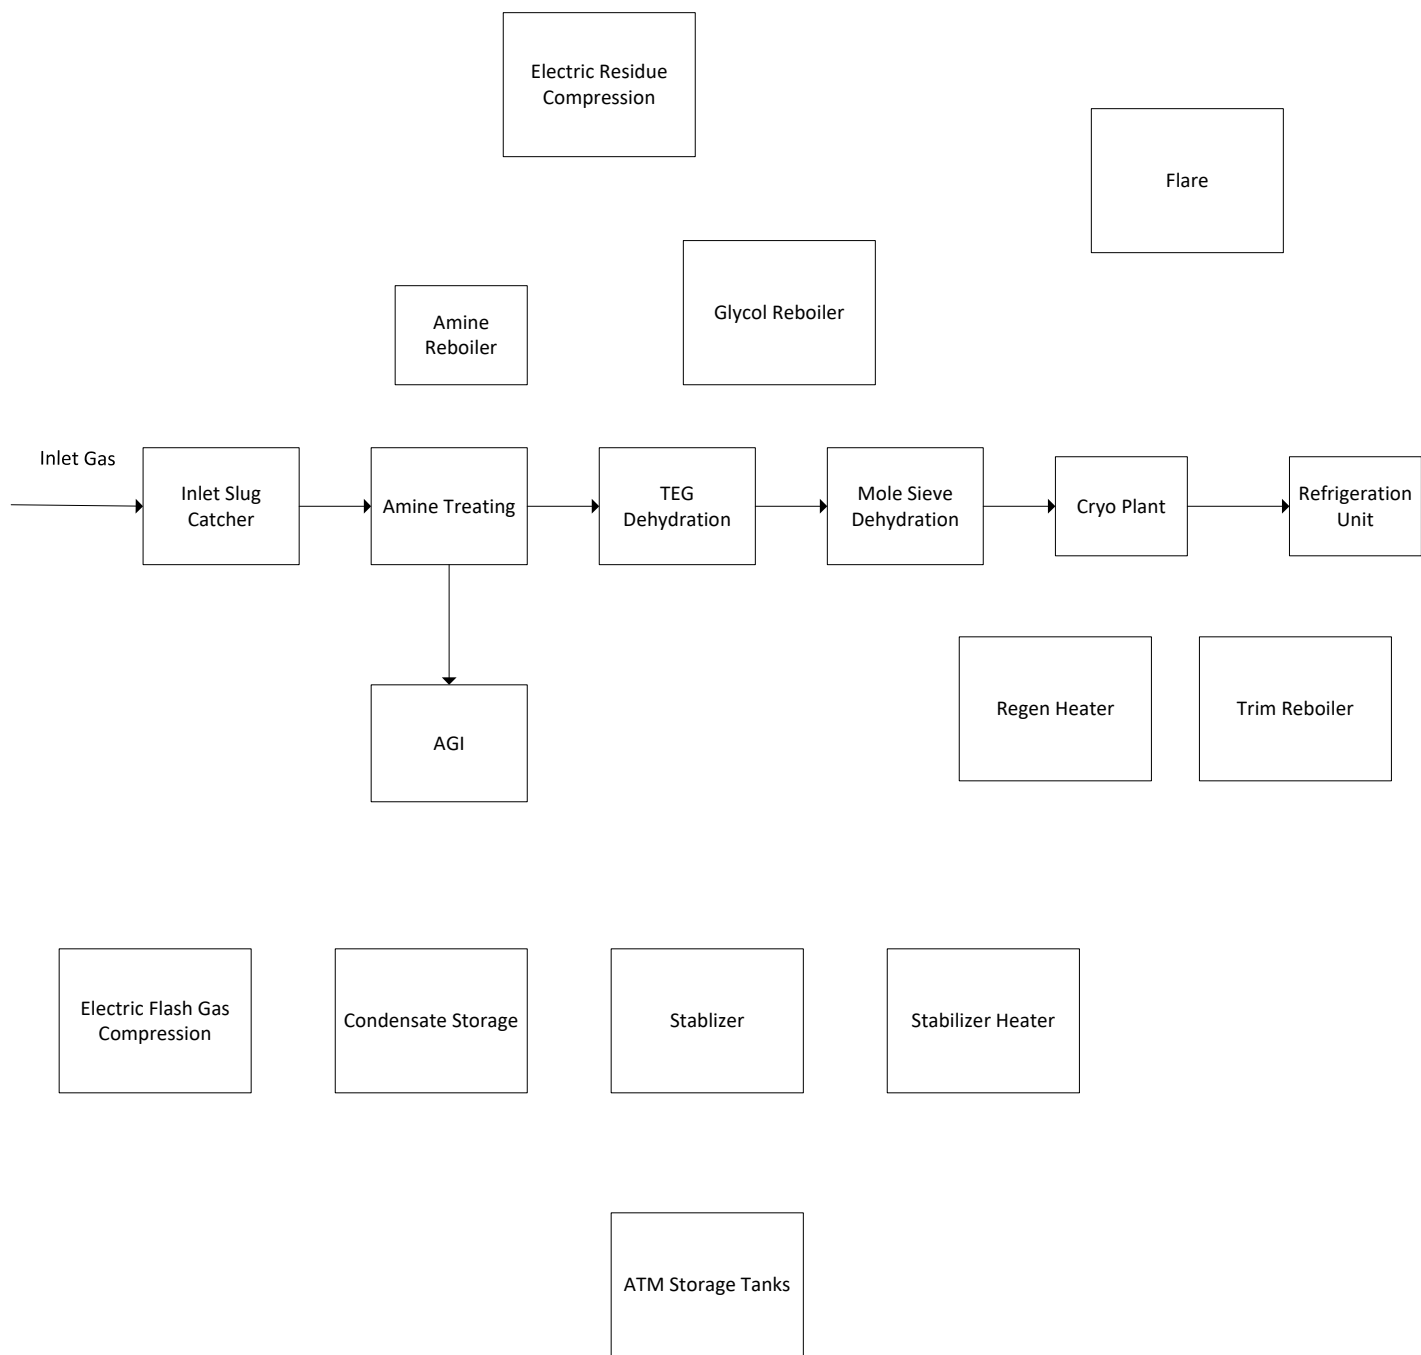 Electric Residue
Compression
Flare
Glycol Reboiler
Amine
Reboiler
Inlet Gas
Inlet Slug
Catcher
Amine Treating
TEG
Dehydration
Mole Sieve
Dehydration
Cryo Plant
Refrigeration
Unit
Regen Heater
Trim Reboiler
AGI
Electric Flash Gas
Compression
Condensate Storage
Stablizer
Stabilizer Heater
ATM Storage Tanks